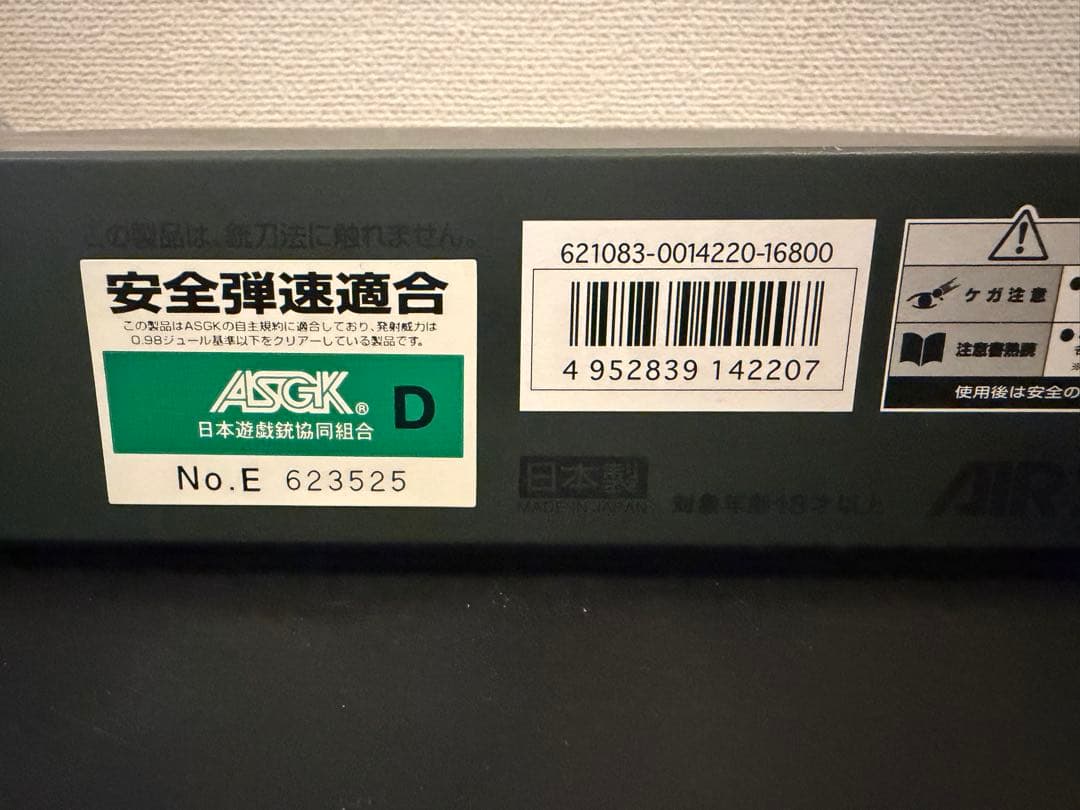 の製品は、銃刀法に触れません。
安全弾速適合
この製品はASGKの自主規約に適合しており、発射威力は
0.98ジュール基準以下をクリアーしている製品です。
ASGK® D
日本遊戯銃協同組合
No.E 623525
621083-0014220-16800
4 952839 142207
日本製
MADE IN JAPAN
対象年齢18才以上
ケガ注意
注意書熟読
使用後は安全の
AIR